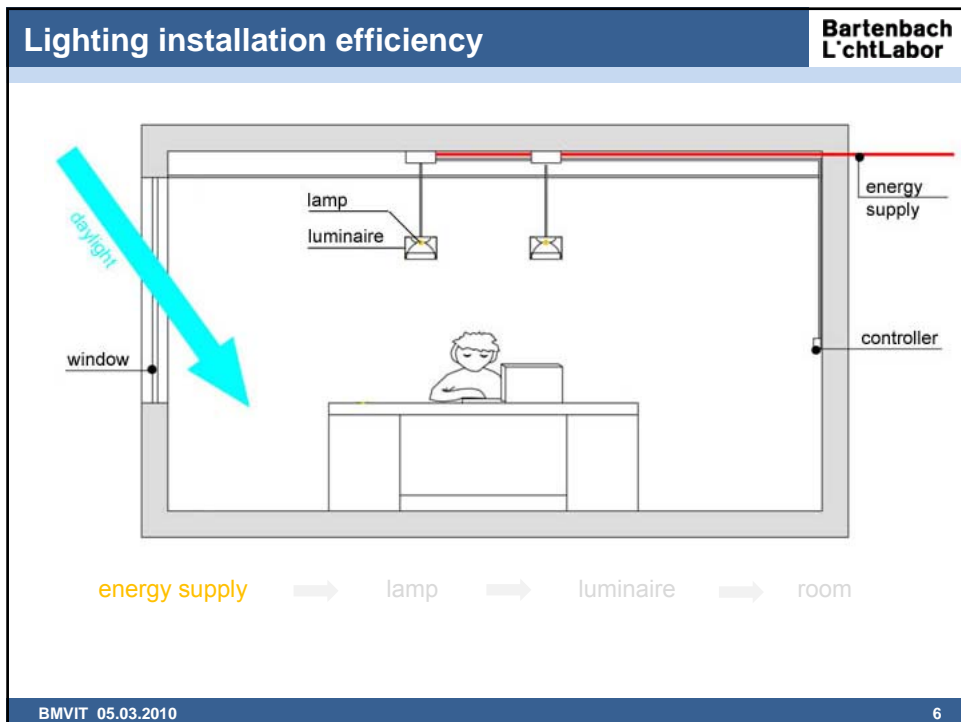 Lighting installation efficiency
Bartenbach
L'chtLabor
energy
supply
lamp
luminaire
daylight
controller
window
energy supply
lamp
luminaire
room
BMVIT 05.03.2010
6